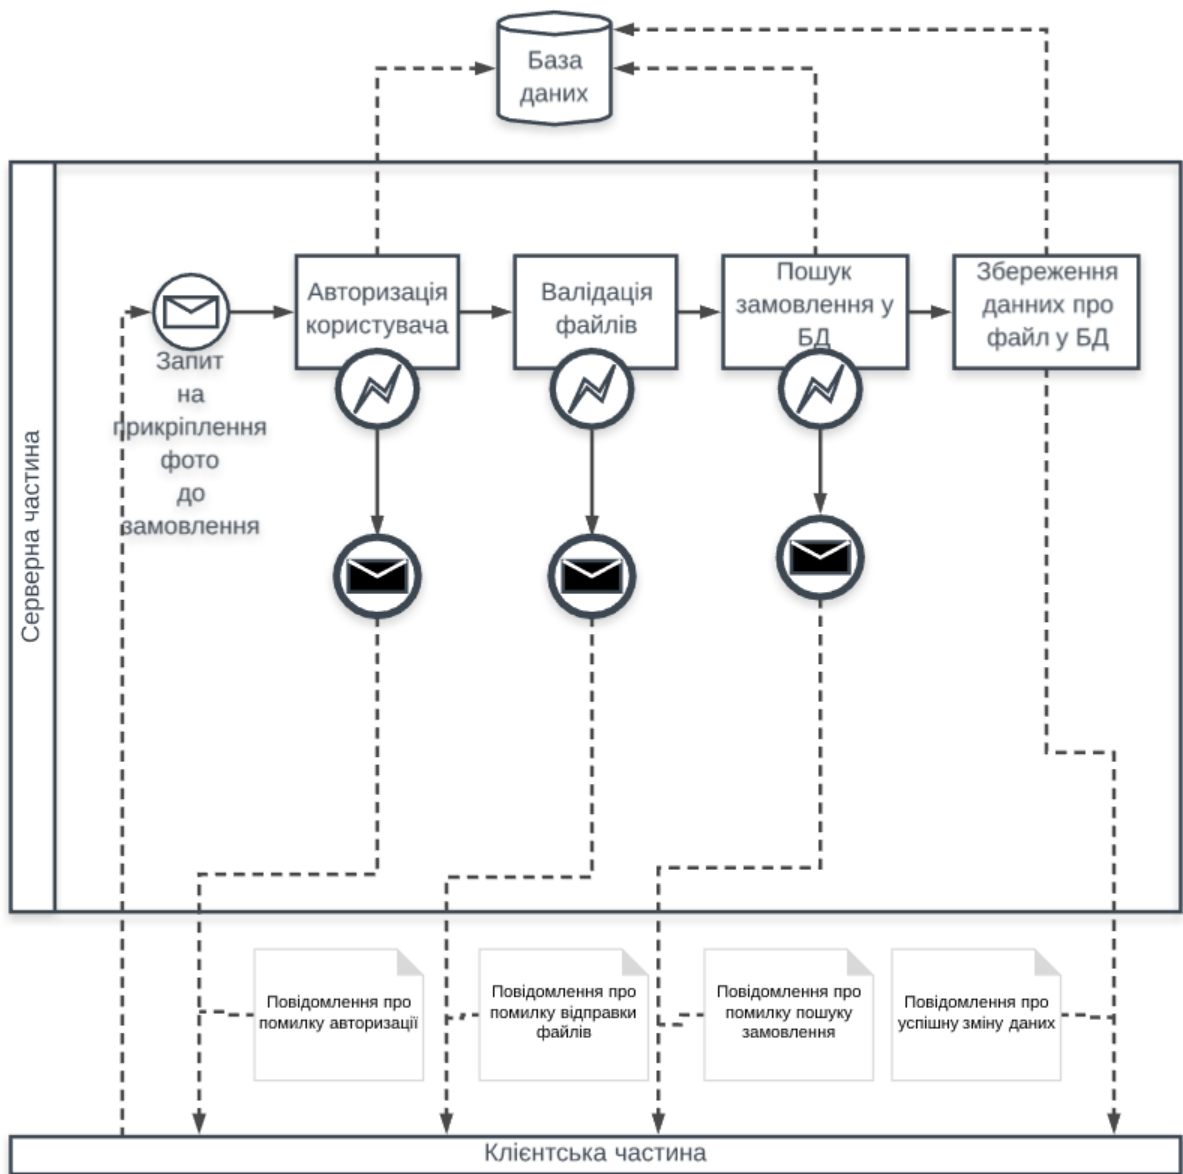 База
даних
Авторизація
користувача
Валідація
файлів
Пошук
замовлення у
БД
Збереження
данних про
файл у БД
Запит
на
прикріплення
фото
до
замовлення
Серверна частина
Повідомлення про
помилку авторизації
Повідомлення про
помилку відправки
файлів
Повідомлення про
помилку пошуку
замовлення
Повідомлення про
успішну зміну даних
Клієнтська частина